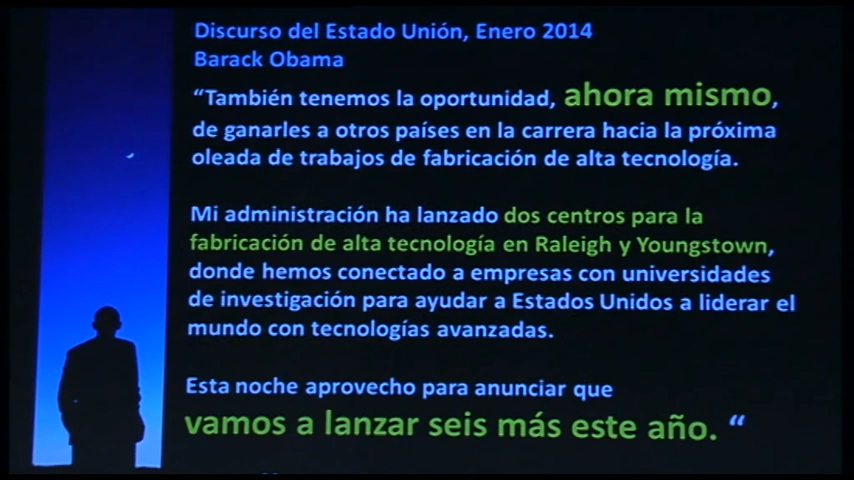 Discurso del Estado Unión, Enero 2014
Barack Obama
“También tenemos la oportunidad, ahora mismo,
de ganarles a otros países en la carrera hacia la próxima
oleada de trabajos de fabricación de alta tecnología.
Mi administración ha lanzado dos centros para la
fabricación de alta tecnología en Raleigh y Youngstown,
donde hemos conectado a empresas con universidades
de investigación para ayudar a Estados Unidos a liderar el
mundo con tecnologías avanzadas.
Esta noche aprovecho para anunciar que
vamos a lanzar seis más este año. “